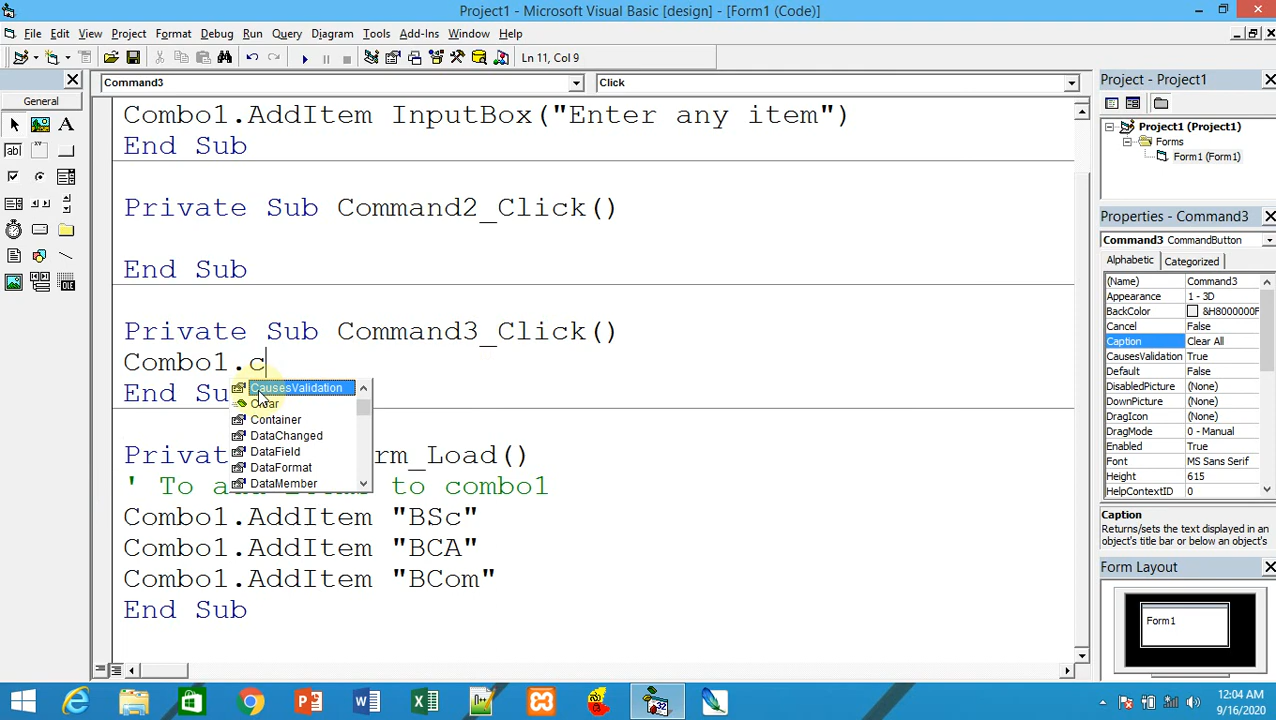 Project1 - Microsoft Visual Basic [design] - [Form1 (Code)]
File Edit View Project Format Debug Run Query Diagram Tools Add-Ins Window Help
Ln 11, Col 9
General
Command3
Click
Combo1.AddItem InputBox("Enter any item")
End Sub
Private Sub Command2_Click()
End Sub
Private Sub Command3_Click()
Combo1.c
End Su
CausesValidation
Clear
Container
DataChanged
DataField
DataFormat
DataMember
Privat rm_Load()
' To add items to combo1
Combo1.AddItem "BSc"
Combo1.AddItem "BCA"
Combo1.AddItem "BCom"
End Sub
Project - Project1
Project1 (Project1)
Forms
Form1 (Form1)
Properties - Command3
Command3 CommandButton
Alphabetic Categorized
(Name) Command3
Appearance 1 - 3D
BackColor &H8000000F
Cancel False
Caption Clear All
CausesValidation True
Default False
DisabledPicture (None)
DownPicture (None)
DragIcon (None)
DragMode 0 - Manual
Enabled True
Font MS Sans Serif
Height 615
HelpContextID 0
Caption
Returns/sets the text displayed in an
object's title bar or below an object's
Form Layout
Form1
12:04 AM
9/16/2020